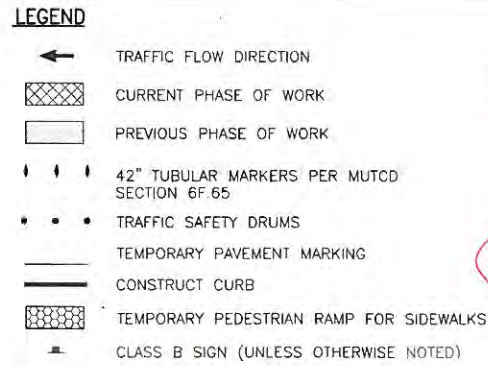 LEGEND
TRAFFIC FLOW DIRECTION
CURRENT PHASE OF WORK
PREVIOUS PHASE OF WORK
42" TUBULAR MARKERS PER MUTCD
SECTION 6F.65
TRAFFIC SAFETY DRUMS
TEMPORARY PAVEMENT MARKING
CONSTRUCT CURB
TEMPORARY PEDESTRIAN RAMP FOR SIDEWALKS
CLASS B SIGN (UNLESS OTHERWISE NOTED)